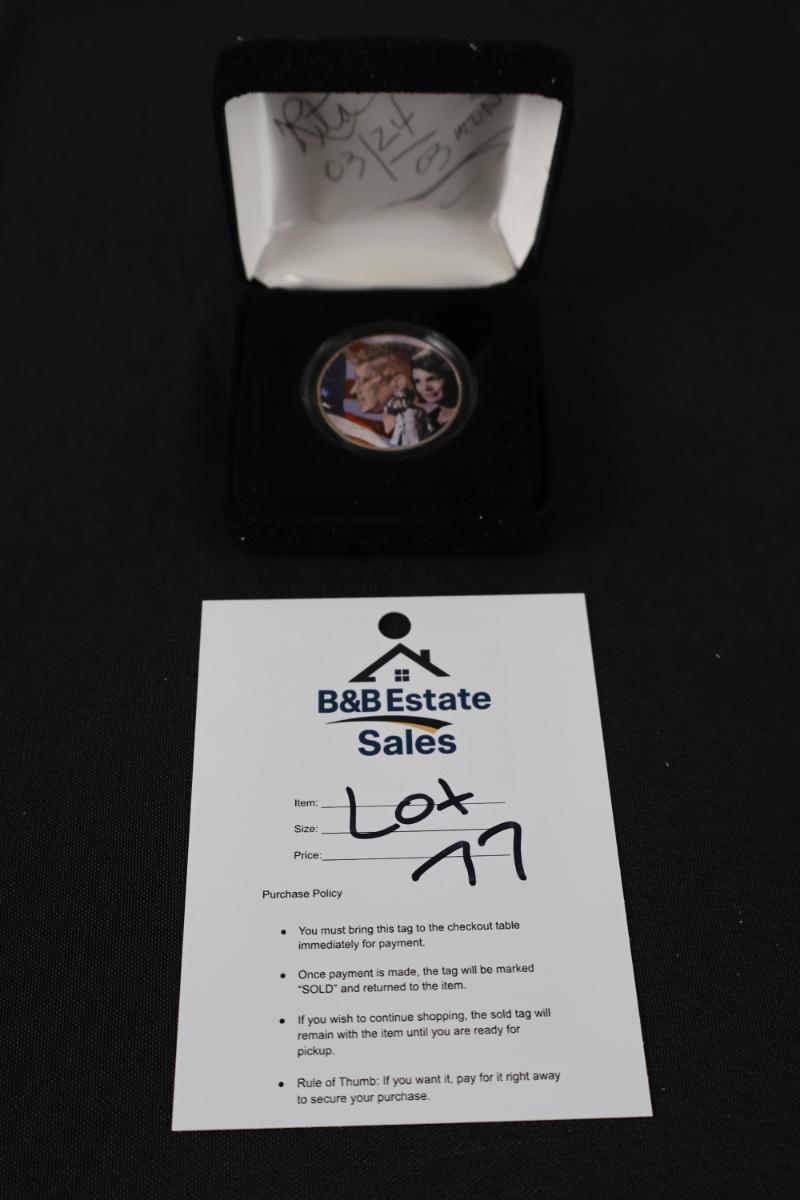 Rita
03/24/03
B&B Estate
Sales
Item: Lot
Size:
Price: 77
Purchase Policy
• You must bring this tag to the checkout table
immediately for payment.
• Once payment is made, the tag will be marked
“SOLD” and returned to the item.
• If you wish to continue shopping, the sold tag will
remain with the item until you are ready for
pickup.
• Rule of Thumb: If you want it, pay for it right away
to secure your purchase.